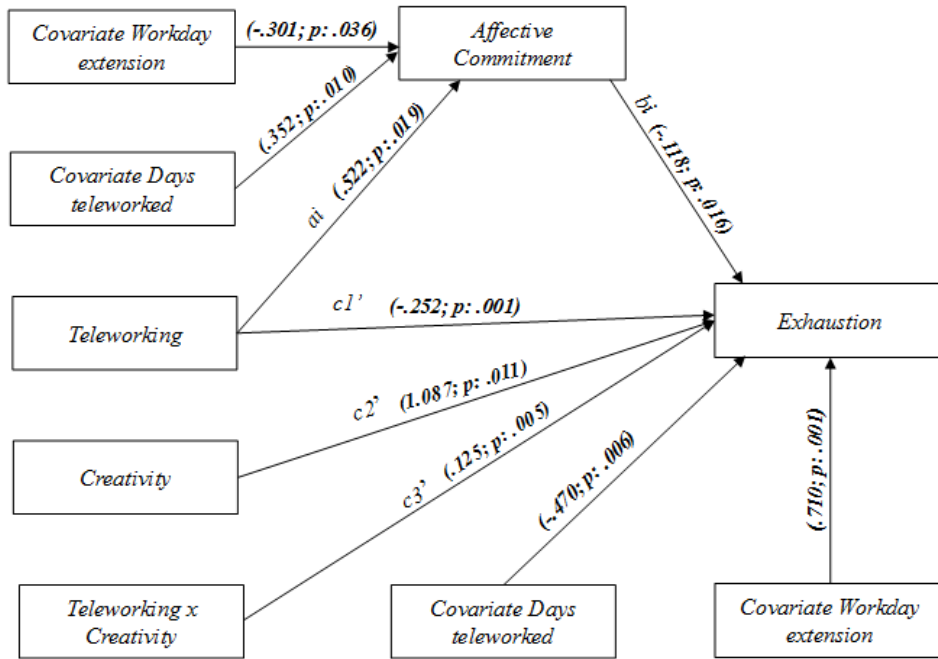 Covariate Workday
extension
(-.301; p: .036)
Affective
Commitment
(.352; p: .010)
Covariate Days
teleworked
ai (.522; p: .019)
bi (-.118; p: .016)
Teleworking
c1’ (-.252; p: .001)
Exhaustion
c2’ (1.087; p: .011)
Creativity
c3’ (.125; p: .005)
(-.470; p: .006)
(.710; p: .001)
Teleworking x
Creativity
Covariate Days
teleworked
Covariate Workday
extension